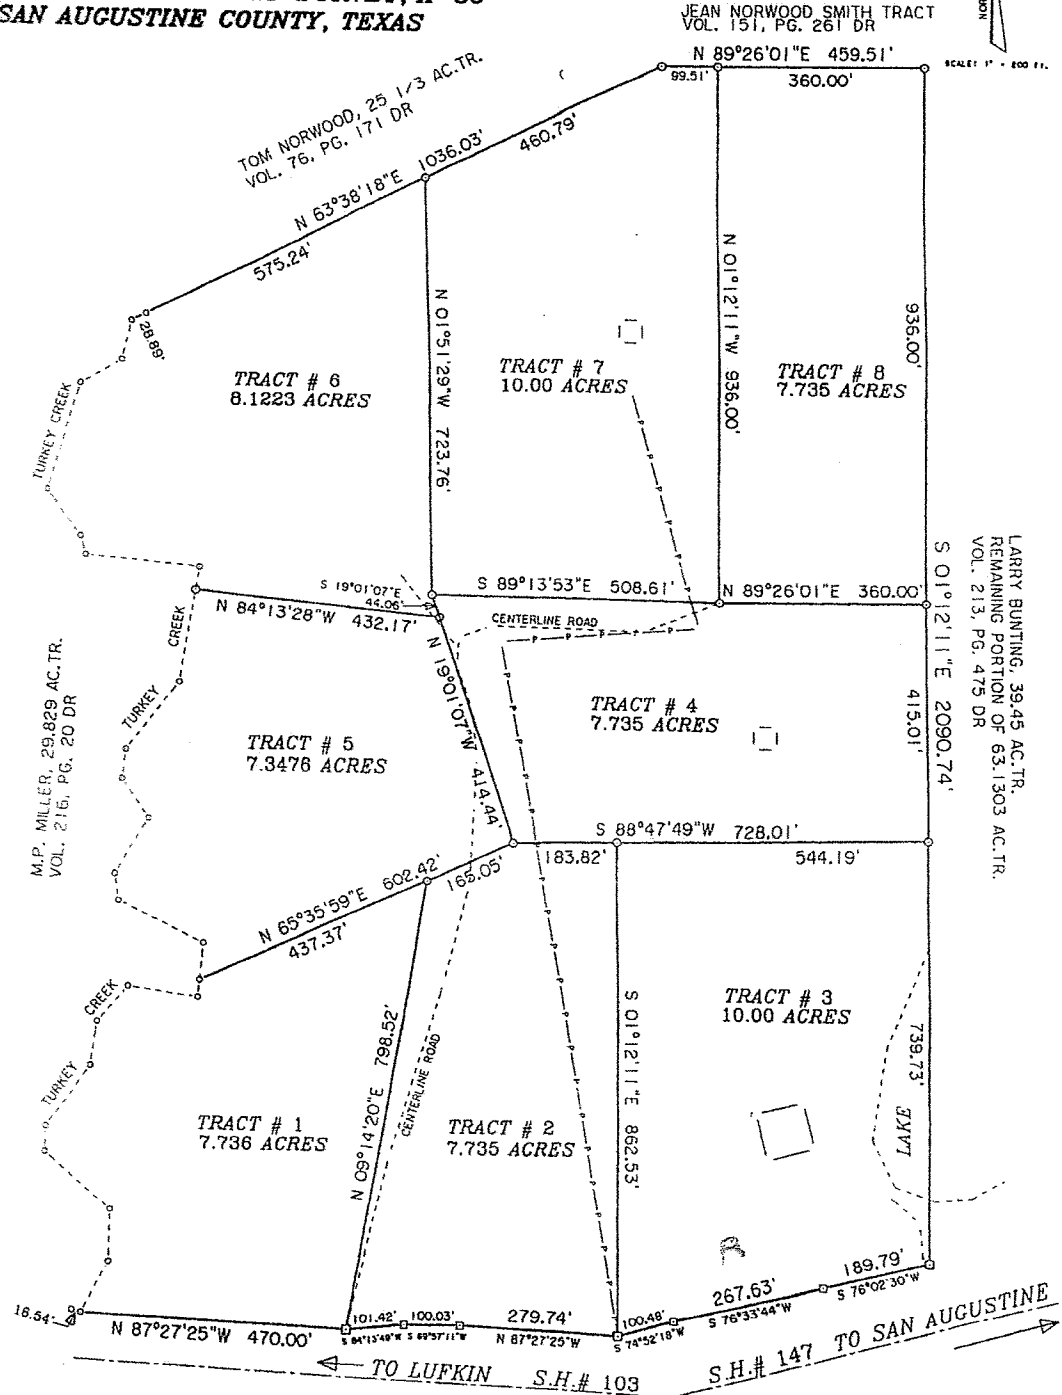 SAN AUGUSTINE COUNTY, TEXAS
JEAN NORWOOD SMITH TRACT
VOL. 151, PG. 261 DR
N 89°26'01"E 459.51'
99.51'
360.00'
SCALE: 1" = 200 FT.
TOM NORWOOD, 25 1/3 AC.TR.
VOL. 76, PG. 171 DR
N 63°38'18"E 1036.03'
460.79'
575.24'
28.89'
N 01°51'29"W 723.76'
N 01°12'11"W 936.00'
936.00'
TRACT # 6
8.1223 ACRES
TRACT # 7
10.00 ACRES
TRACT # 8
7.735 ACRES
TURKEY CREEK
S 19°01'07"E
44.06'
S 89°13'53"E 508.61'
N 89°26'01"E 360.00'
N 84°13'28"W 432.17'
CENTERLINE ROAD
N 19°01'07"W 414.44'
S 01°12'11"E 2090.74'
LARRY BUNTING, 39.45 AC.TR.
REMAINING PORTION OF 63.1303 AC.TR.
VOL. 213, PG. 475 DR
415.01'
TRACT # 4
7.735 ACRES
TURKEY CREEK
TRACT # 5
7.3476 ACRES
M.P. MILLER, 29.829 AC.TR.
VOL. 216, PG. 20 DR
S 88°47'49"W 728.01'
183.82'
544.19'
N 65°35'59"E 602.42'
165.05'
437.37'
TURKEY CREEK
N 09°14'20"E 798.52'
CENTERLINE ROAD
S 01°12'11"E 862.53'
TRACT # 3
10.00 ACRES
739.73'
LAKE
TRACT # 1
7.736 ACRES
TRACT # 2
7.735 ACRES
16.54'
N 87°27'25"W 470.00'
101.42'
S 84°13'49"W
100.03'
S 89°57'11"W
279.74'
N 87°27'25"W
100.48'
S 74°52'18"W
267.63'
S 76°33'44"W
189.79'
S 76°02'30"W
TO LUFKIN S.H.# 103
S.H.# 147 TO SAN AUGUSTINE